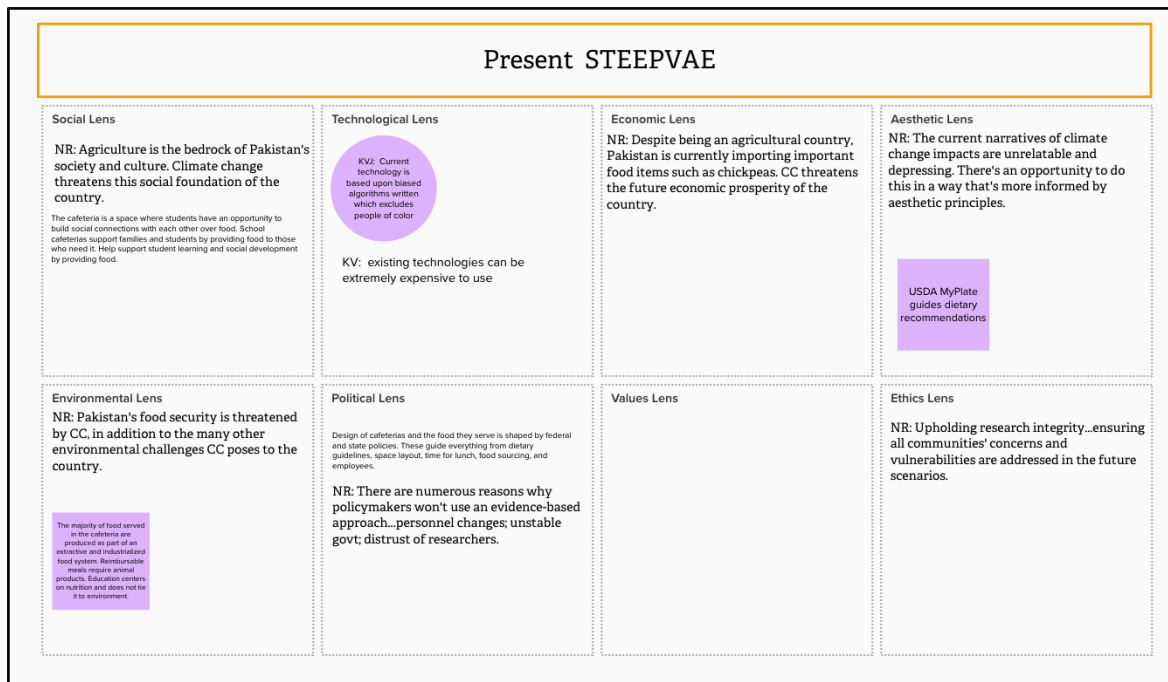 Present STEEPVAE
Social Lens
NR: Agriculture is the bedrock of Pakistan's
society and culture. Climate change
threatens this social foundation of the
country.
The cafeteria is a space where students have an opportunity to
build social connections with each other over food. School
cafeterias support families and students by providing food to those
who need it. Help support student learning and social development
by providing food.
Technological Lens
KVJ: Current
technology is
based upon biased
algorithms written
which excludes
people of color
KV: existing technologies can be
extremely expensive to use
Economic Lens
NR: Despite being an agricultural country,
Pakistan is currently importing important
food items such as chickpeas. CC threatens
the future economic prosperity of the
country.
Aesthetic Lens
NR: The current narratives of climate
change impacts are unrelatable and
depressing. There's an opportunity to do
this in a way that's more informed by
aesthetic principles.
USDA MyPlate
guides dietary
recommendations
Environmental Lens
NR: Pakistan's food security is threatened
by CC, in addition to the many other
environmental challenges CC poses to the
country.
The majority of food served
in the cafeteria are
produced as part of an
extractive and industrialized
food system. Reimbursable
meals require animal
products. Education centers
on nutrition and does not tie
it to environment.
Political Lens
Design of cafeterias and the food they serve is shaped by federal
and state policies. These guide everything from dietary
guidelines, space layout, time for lunch, food sourcing, and
employees.
NR: There are numerous reasons why
policymakers won't use an evidence-based
approach...personnel changes; unstable
govt; distrust of researchers.
Values Lens
Ethics Lens
NR: Upholding research integrity...ensuring
all communities' concerns and
vulnerabilities are addressed in the future
scenarios.